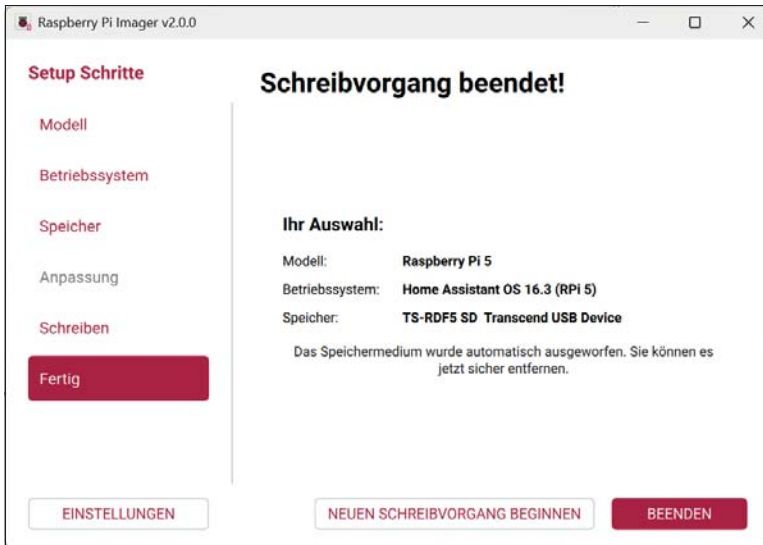 Raspberry Pi Imager v2.0.0
Setup Schritte
Modell
Betriebssystem
Speicher
Anpassung
Schreiben
Fertig
EINSTELLUNGEN
Schreibvorgang beendet!
Ihr Auswahl:
Modell: Raspberry Pi 5
Betriebssystem: Home Assistant OS 16.3 (RPi 5)
Speicher: TS-RDF5 SD Transcend USB Device
Das Speichermedium wurde automatisch ausgeworfen. Sie können es
jetzt sicher entfernen.
NEUEN SCHREIBVORGANG BEGINNEN
BEENDEN